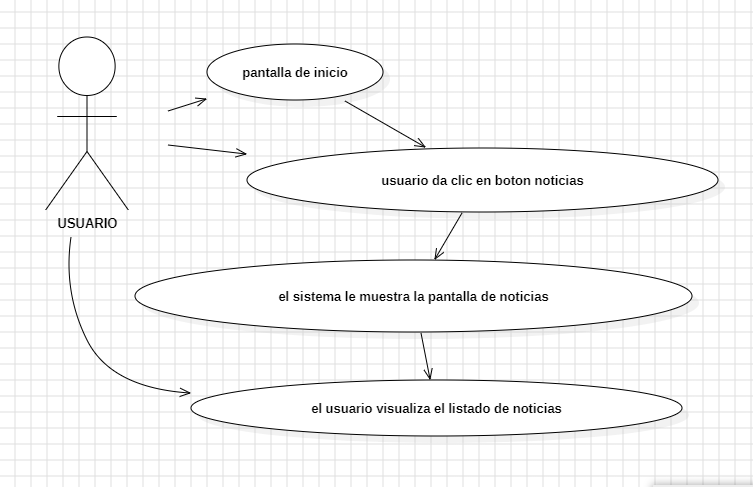 pantalla de inicio
usuario da clic en boton noticias
USUARIO
el sistema le muestra la pantalla de noticias
el usuario visualiza el listado de noticias